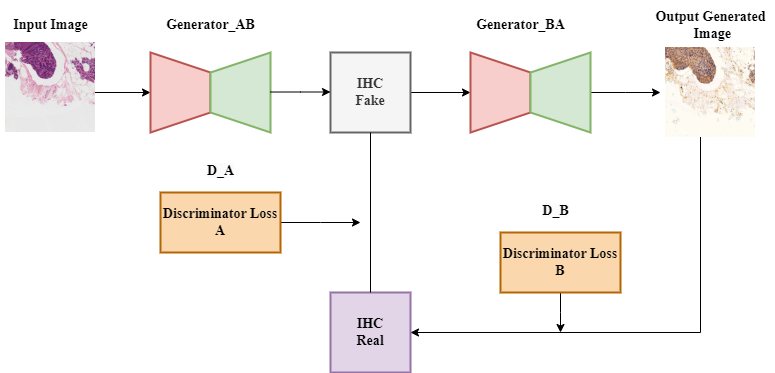 Input Image
Generator_AB
Generator_BA
Output Generated
Image
IHC
Fake
D_A
Discriminator Loss
A
D_B
Discriminator Loss
B
IHC
Real